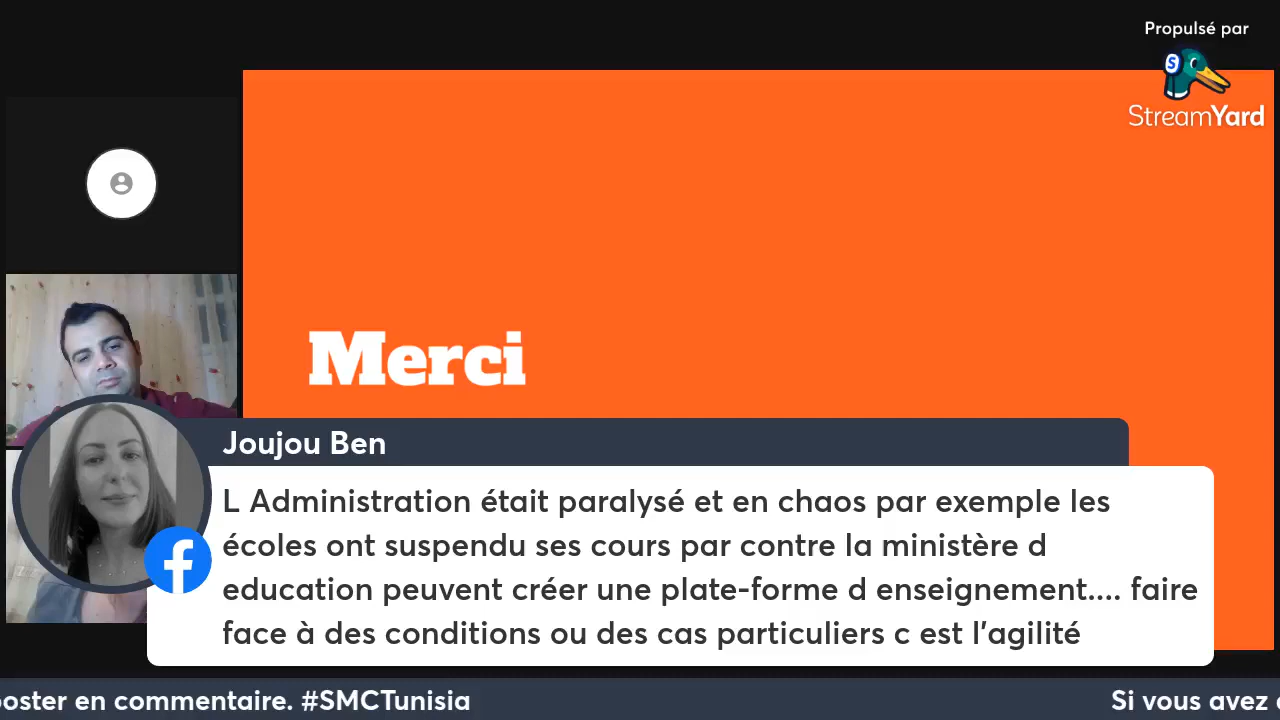 Propulsé par
StreamYard
Merci
Joujou Ben
L Administration était paralysé et en chaos par exemple les
écoles ont suspendu ses cours par contre la ministère d
education peuvent créer une plate-forme d enseignement.... faire
face à des conditions ou des cas particuliers c est l'agilité
oster en commentaire. #SMCTunisia
Si vous avez